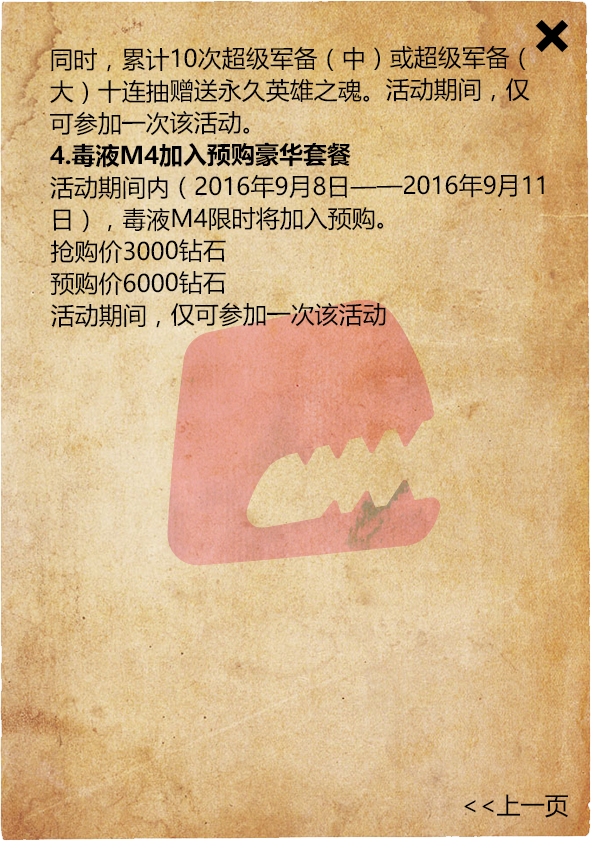 同时，累计10次超级军备（中）或超级军备（
大）十连抽赠送永久英雄之魂。活动期间，仅
可参加一次该活动。
4.毒液M4加入预购豪华套餐
活动期间内（2016年9月8日——2016年9月11
日），毒液M4限时将加入预购。
抢购价3000钻石
预购价6000钻石
活动期间，仅可参加一次该活动
<<上一页